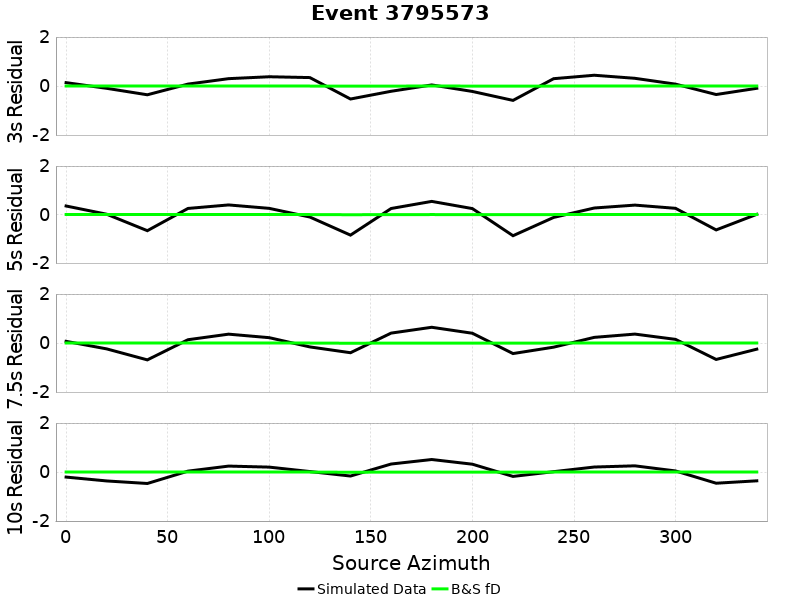 Event 3795573
3s Residual
2
0
-2
5s Residual
2
0
-2
7.5s Residual
2
0
-2
10s Residual
2
0
-2
0 50 100 150 200 250 300
Source Azimuth
Simulated Data B&S fD